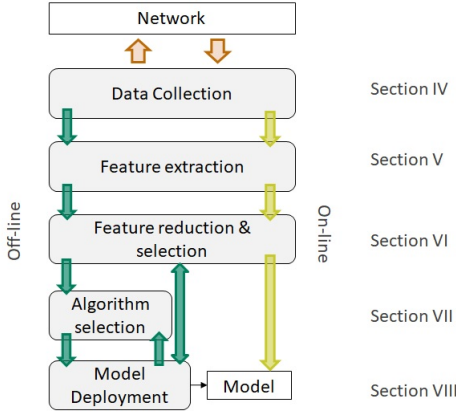 Network
Data Collection
Section IV
Feature extraction
Section V
Off-line
Feature reduction &
selection
On-line
Section VI
Algorithm
selection
Section VII
Model
Deployment
Model
Section VIII